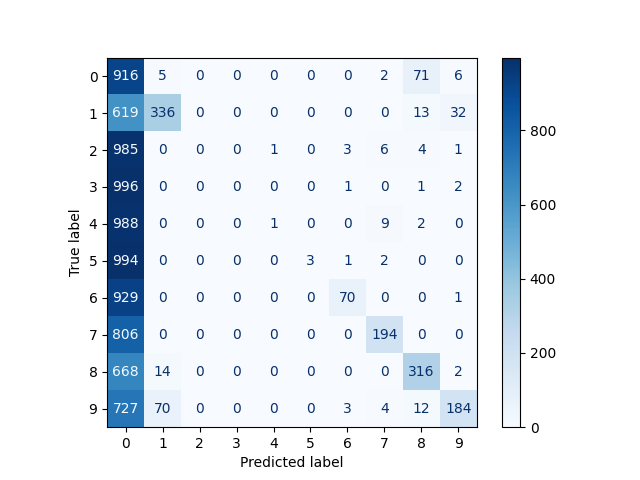 0 916 5 0 0 0 0 0 2 71 6
1 619 336 0 0 0 0 0 0 13 32
2 985 0 0 0 1 0 3 6 4 1
3 996 0 0 0 0 0 1 0 1 2
4 988 0 0 0 1 0 0 9 2 0
5 994 0 0 0 0 3 1 2 0 0
6 929 0 0 0 0 0 70 0 0 1
7 806 0 0 0 0 0 0 194 0 0
8 668 14 0 0 0 0 0 0 316 2
9 727 70 0 0 0 0 3 4 12 184
0 1 2 3 4 5 6 7 8 9
Predicted label
True label
800
600
400
200
0